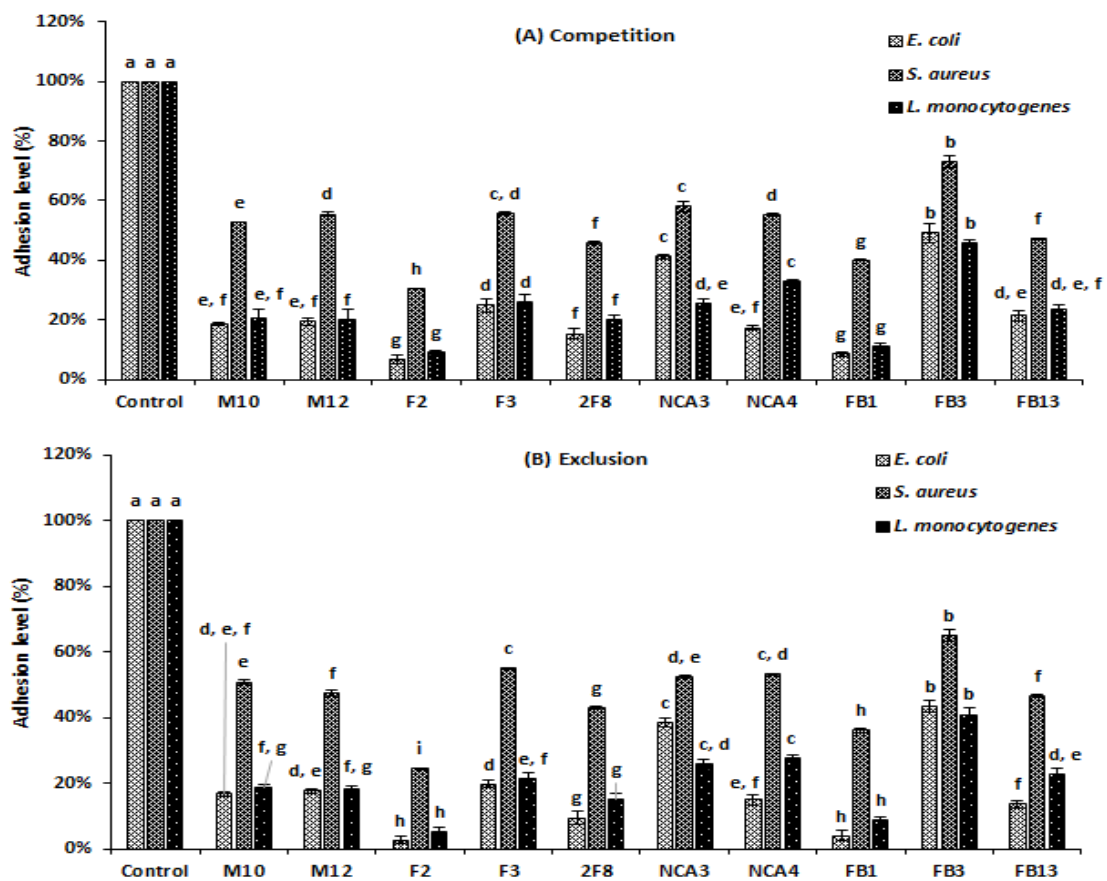 120%
(A) Competition
E. coli
S. aureus
L. monocytogenes
100%
80%
60%
40%
20%
0%
Adhesion level (%)
a a a
e, f e e, f
e, f d f
g h g
d c, d d
f f f
c c d, e
e, f d c
g g g
b b b
d, e f d, e, f
Control M10 M12 F2 F3 2F8 NCA3 NCA4 FB1 FB3 FB13
120%
(B) Exclusion
E. coli
S. aureus
L. monocytogenes
100%
80%
60%
40%
20%
0%
Adhesion level (%)
a a a
d, e, f e f, g
d, e f f, g
h i h
d c e, f
g g g
c d, e c, d
e, f c, d c
h h h
b b b
f f d, e
Control M10 M12 F2 F3 2F8 NCA3 NCA4 FB1 FB3 FB13